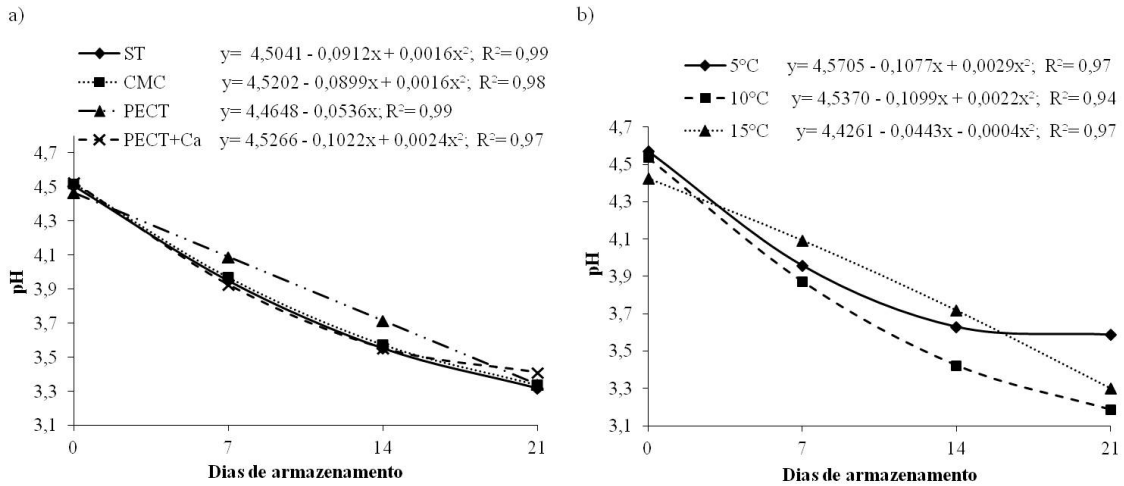 a)
ST y= 4,5041 - 0,0912x + 0,0016x²; R²= 0,99
CMC y= 4,5202 - 0,0899x + 0,0016x²; R²= 0,98
PECT y= 4,4648 - 0,0536x; R²= 0,99
PECT+Ca y= 4,5266 - 0,1022x + 0,0024x²; R²= 0,97
4,7
4,5
4,3
4,1
3,9
3,7
3,5
3,3
3,1
pH
0 7 14 21
Dias de armazenamento
b)
5°C y= 4,5705 - 0,1077x + 0,0029x²; R²= 0,97
10°C y= 4,5370 - 0,1099x + 0,0022x²; R²= 0,94
15°C y= 4,4261 - 0,0443x - 0,0004x²; R²= 0,97
4,7
4,5
4,3
4,1
3,9
3,7
3,5
3,3
3,1
pH
0 7 14 21
Dias de armazenamento